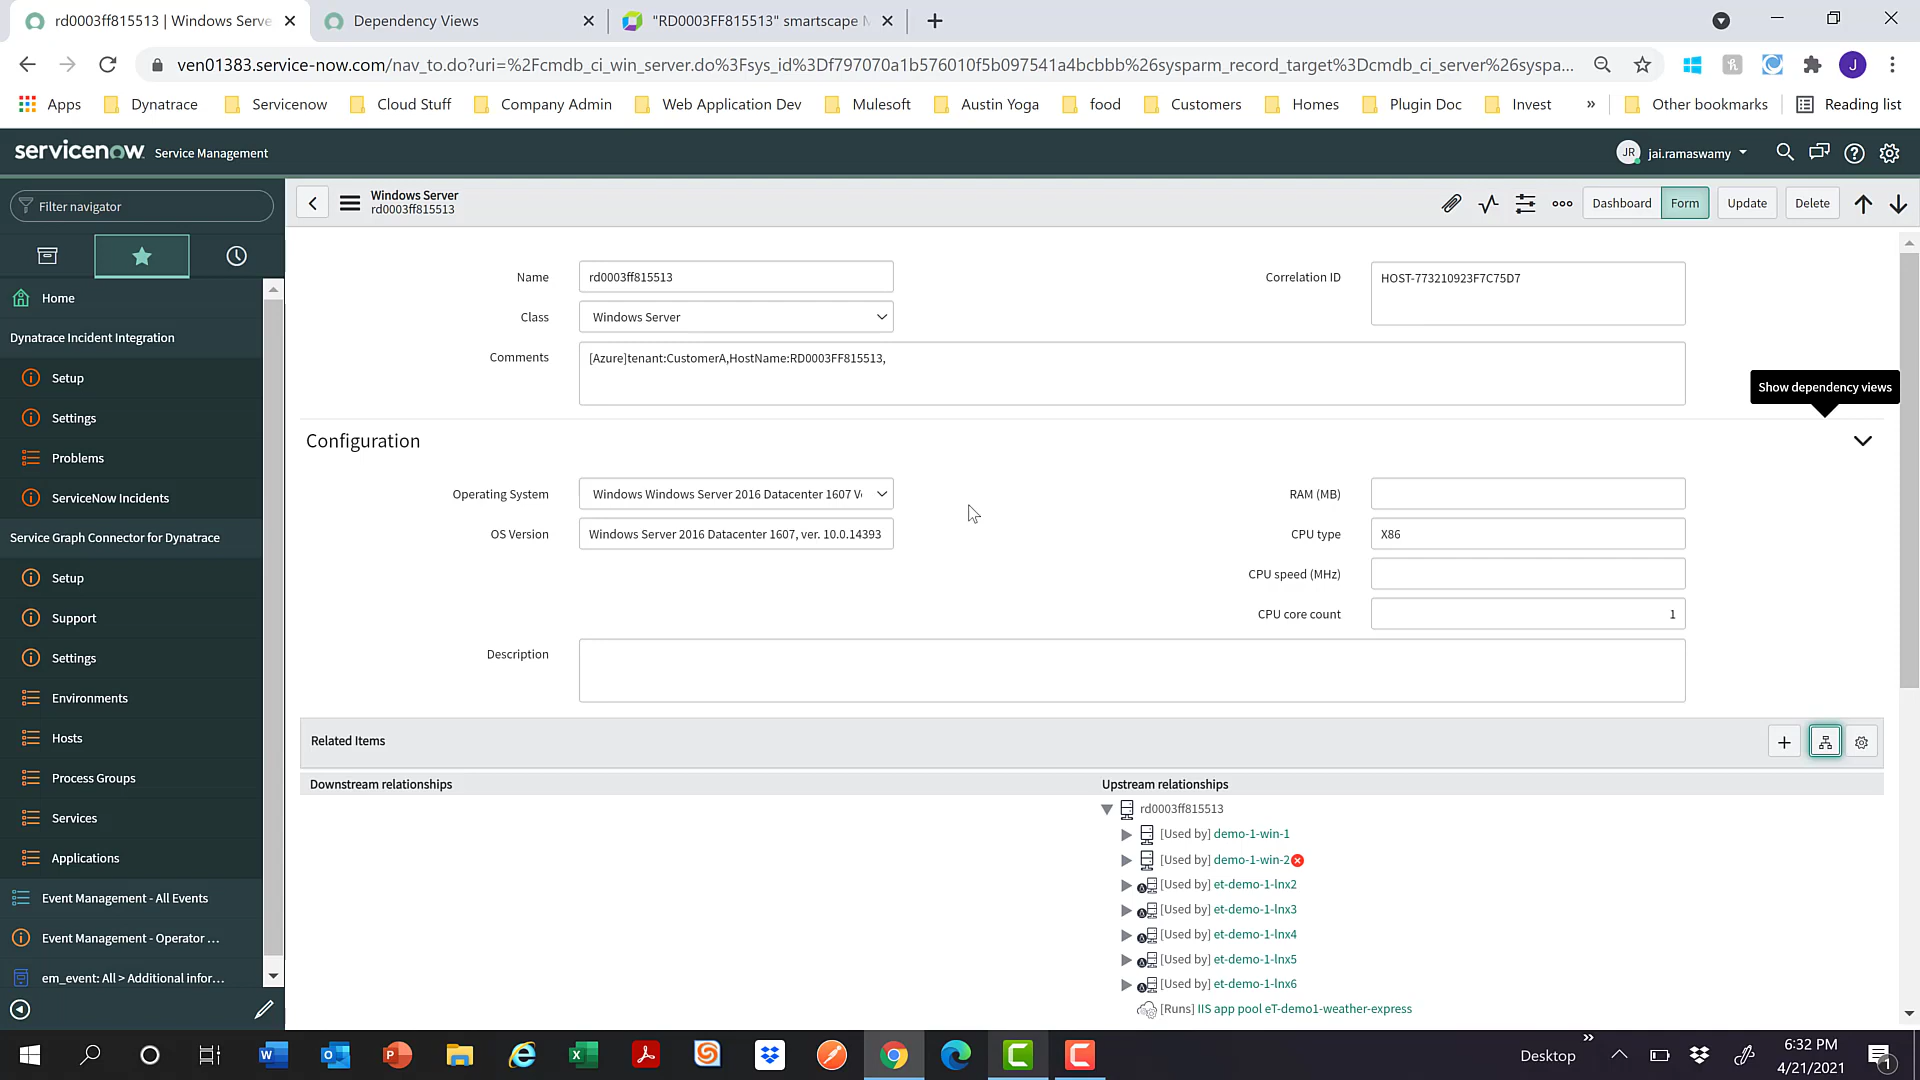 rd0003ff815513 | Windows Serve
Dependency Views
"RD0003FF815513" smartscape M
ven01383.service-now.com/nav_to.do?uri=%2Fcmdb_ci_win_server.do%3Fsys_id%3Df797070a1b576010f5b097541a4bcbbb%26sysparm_record_target%3Dcmdb_ci_server%26syspa...
J
Apps
Dynatrace
Servicenow
Cloud Stuff
Company Admin
Web Application Dev
Mulesoft
Austin Yoga
food
Customers
Homes
Plugin Doc
Invest
»
Other bookmarks
Reading list
servicenow Service Management
JR jai.ramaswamy
Filter navigator
Windows Server
rd0003ff815513
Dashboard
Form
Update
Delete
Home
Dynatrace Incident Integration
Setup
Settings
Problems
ServiceNow Incidents
Service Graph Connector for Dynatrace
Setup
Support
Settings
Environments
Hosts
Process Groups
Services
Applications
Event Management - All Events
Event Management - Operator ...
em_event: All > Additional infor...
Name rd0003ff815513
Correlation ID HOST-773210923F7C75D7
Class Windows Server
Comments [Azure]tenant:CustomerA,HostName:RD0003FF815513,
Show dependency views
Configuration
Operating System Windows Windows Server 2016 Datacenter 1607 V
RAM (MB)
OS Version Windows Server 2016 Datacenter 1607, ver. 10.0.14393
CPU type X86
CPU speed (MHz)
CPU core count 1
Description
Related Items
Downstream relationships
Upstream relationships
rd0003ff815513
[Used by] demo-1-win-1
[Used by] demo-1-win-2
[Used by] et-demo-1-lnx2
[Used by] et-demo-1-lnx3
[Used by] et-demo-1-lnx4
[Used by] et-demo-1-lnx5
[Used by] et-demo-1-lnx6
[Runs] IIS app pool eT-demo1-weather-express
Desktop
»
6:32 PM
4/21/2021
1